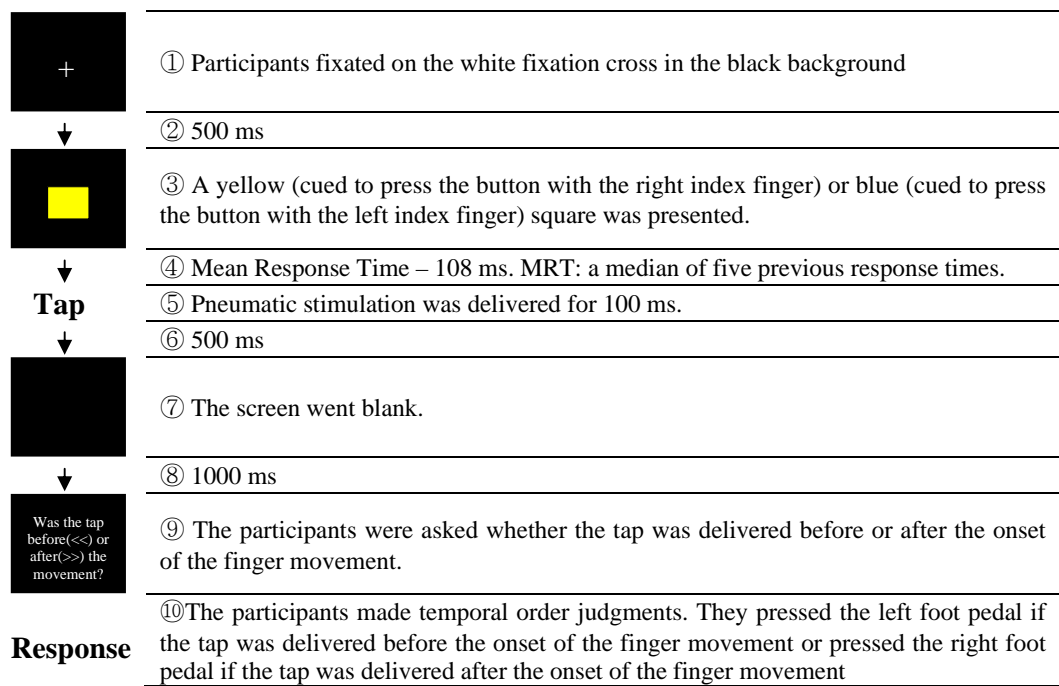 +
① Participants fixated on the white fixation cross in the black background
② 500 ms
③ A yellow (cued to press the button with the right index finger) or blue (cued to press
the button with the left index finger) square was presented.
④ Mean Response Time – 108 ms. MRT: a median of five previous response times.
Tap
⑤ Pneumatic stimulation was delivered for 100 ms.
⑥ 500 ms
⑦ The screen went blank.
⑧ 1000 ms
Was the tap
before(<<) or
after(>>) the
movement?
⑨ The participants were asked whether the tap was delivered before or after the onset
of the finger movement.
Response
⑩The participants made temporal order judgments. They pressed the left foot pedal if
the tap was delivered before the onset of the finger movement or pressed the right foot
pedal if the tap was delivered after the onset of the finger movement